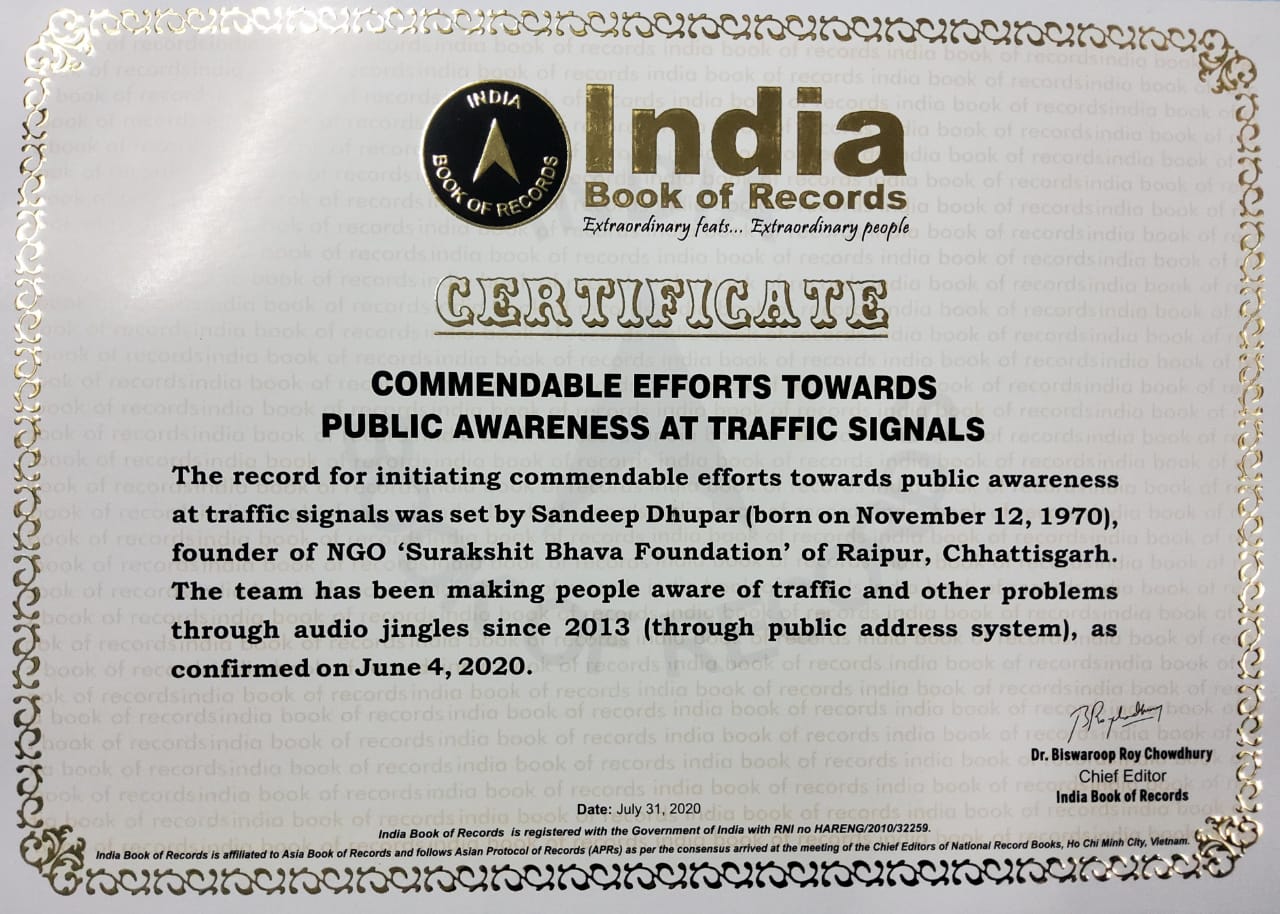 INDIA
BOOK OF RECORDS
India
Book of Records
Extraordinary feats... Extraordinary people
CERTIFICATE
COMMENDABLE EFFORTS TOWARDS
PUBLIC AWARENESS AT TRAFFIC SIGNALS
The record for initiating commendable efforts towards public awareness
at traffic signals was set by Sandeep Dhupar (born on November 12, 1970),
founder of NGO ‘Surakshit Bhava Foundation’ of Raipur, Chhattisgarh.
The team has been making people aware of traffic and other problems
through audio jingles since 2013 (through public address system), as
confirmed on June 4, 2020.
Dr. Biswaroop Roy Chowdhury
Chief Editor
India Book of Records
Date: July 31, 2020
India Book of Records is registered with the Government of India with RNI no HARENG/2010/32259.
India Book of Records is affiliated to Asia Book of Records and follows Asian Protocol of Records (APRs) as per the consensus arrived at the meeting of the Chief Editors of National Record Books, Ho Chi Minh City, Vietnam.